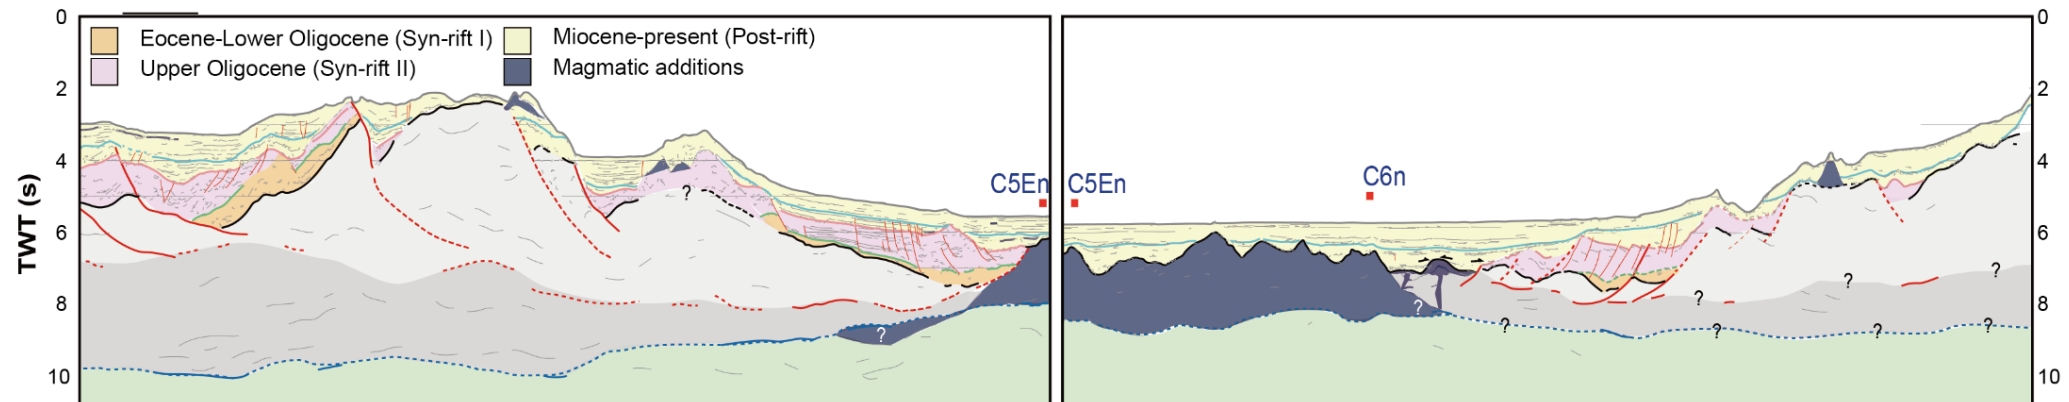 0
Eocene-Lower Oligocene (Syn-rift I)
Miocene-present (Post-rift)
0
Upper Oligocene (Syn-rift II)
Magmatic additions
2
2
4
4
C5En
C5En
C6n
?
TWT (s)
6
6
?
?
8
?
?
8
?
?
?
?
?
10
10